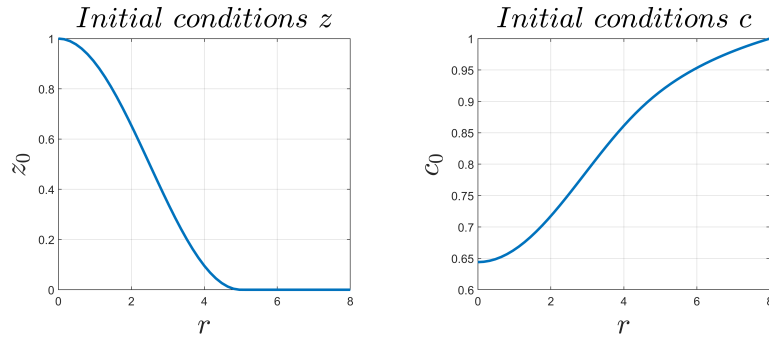 Initial conditions z
1
0.8
0.6
0.4
0.2
0
z₀
0 2 4 6 8
r
Initial conditions c
1
0.95
0.9
0.85
0.8
0.75
0.7
0.65
0.6
c₀
0 2 4 6 8
r